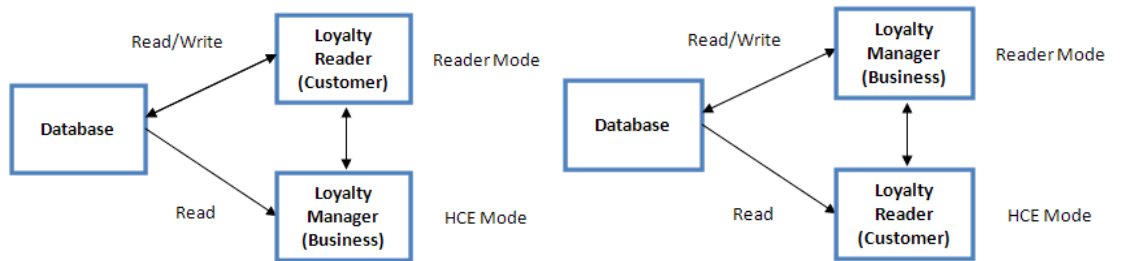 Read/Write
Loyalty
Reader
(Customer)
Reader Mode
Database
Read
Loyalty
Manager
(Business)
HCE Mode
Read/Write
Loyalty
Manager
(Business)
Reader Mode
Database
Read
Loyalty
Reader
(Customer)
HCE Mode